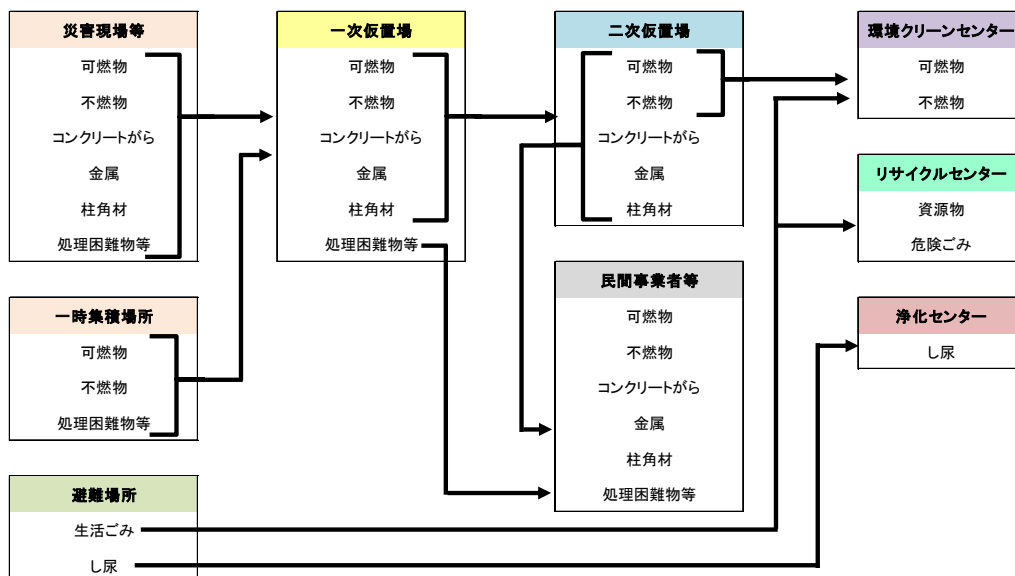 災害現場等
可燃物
不燃物
コンクリートがら
金属
柱角材
処理困難物等
一時集積場所
可燃物
不燃物
処理困難物等
避難場所
生活ごみ
し尿
一次仮置場
可燃物
不燃物
コンクリートがら
金属
柱角材
処理困難物等
二次仮置場
可燃物
不燃物
コンクリートがら
金属
柱角材
民間事業者等
可燃物
不燃物
コンクリートがら
金属
柱角材
処理困難物等
環境クリーンセンター
可燃物
不燃物
リサイクルセンター
資源物
危険ごみ
浄化センター
し尿